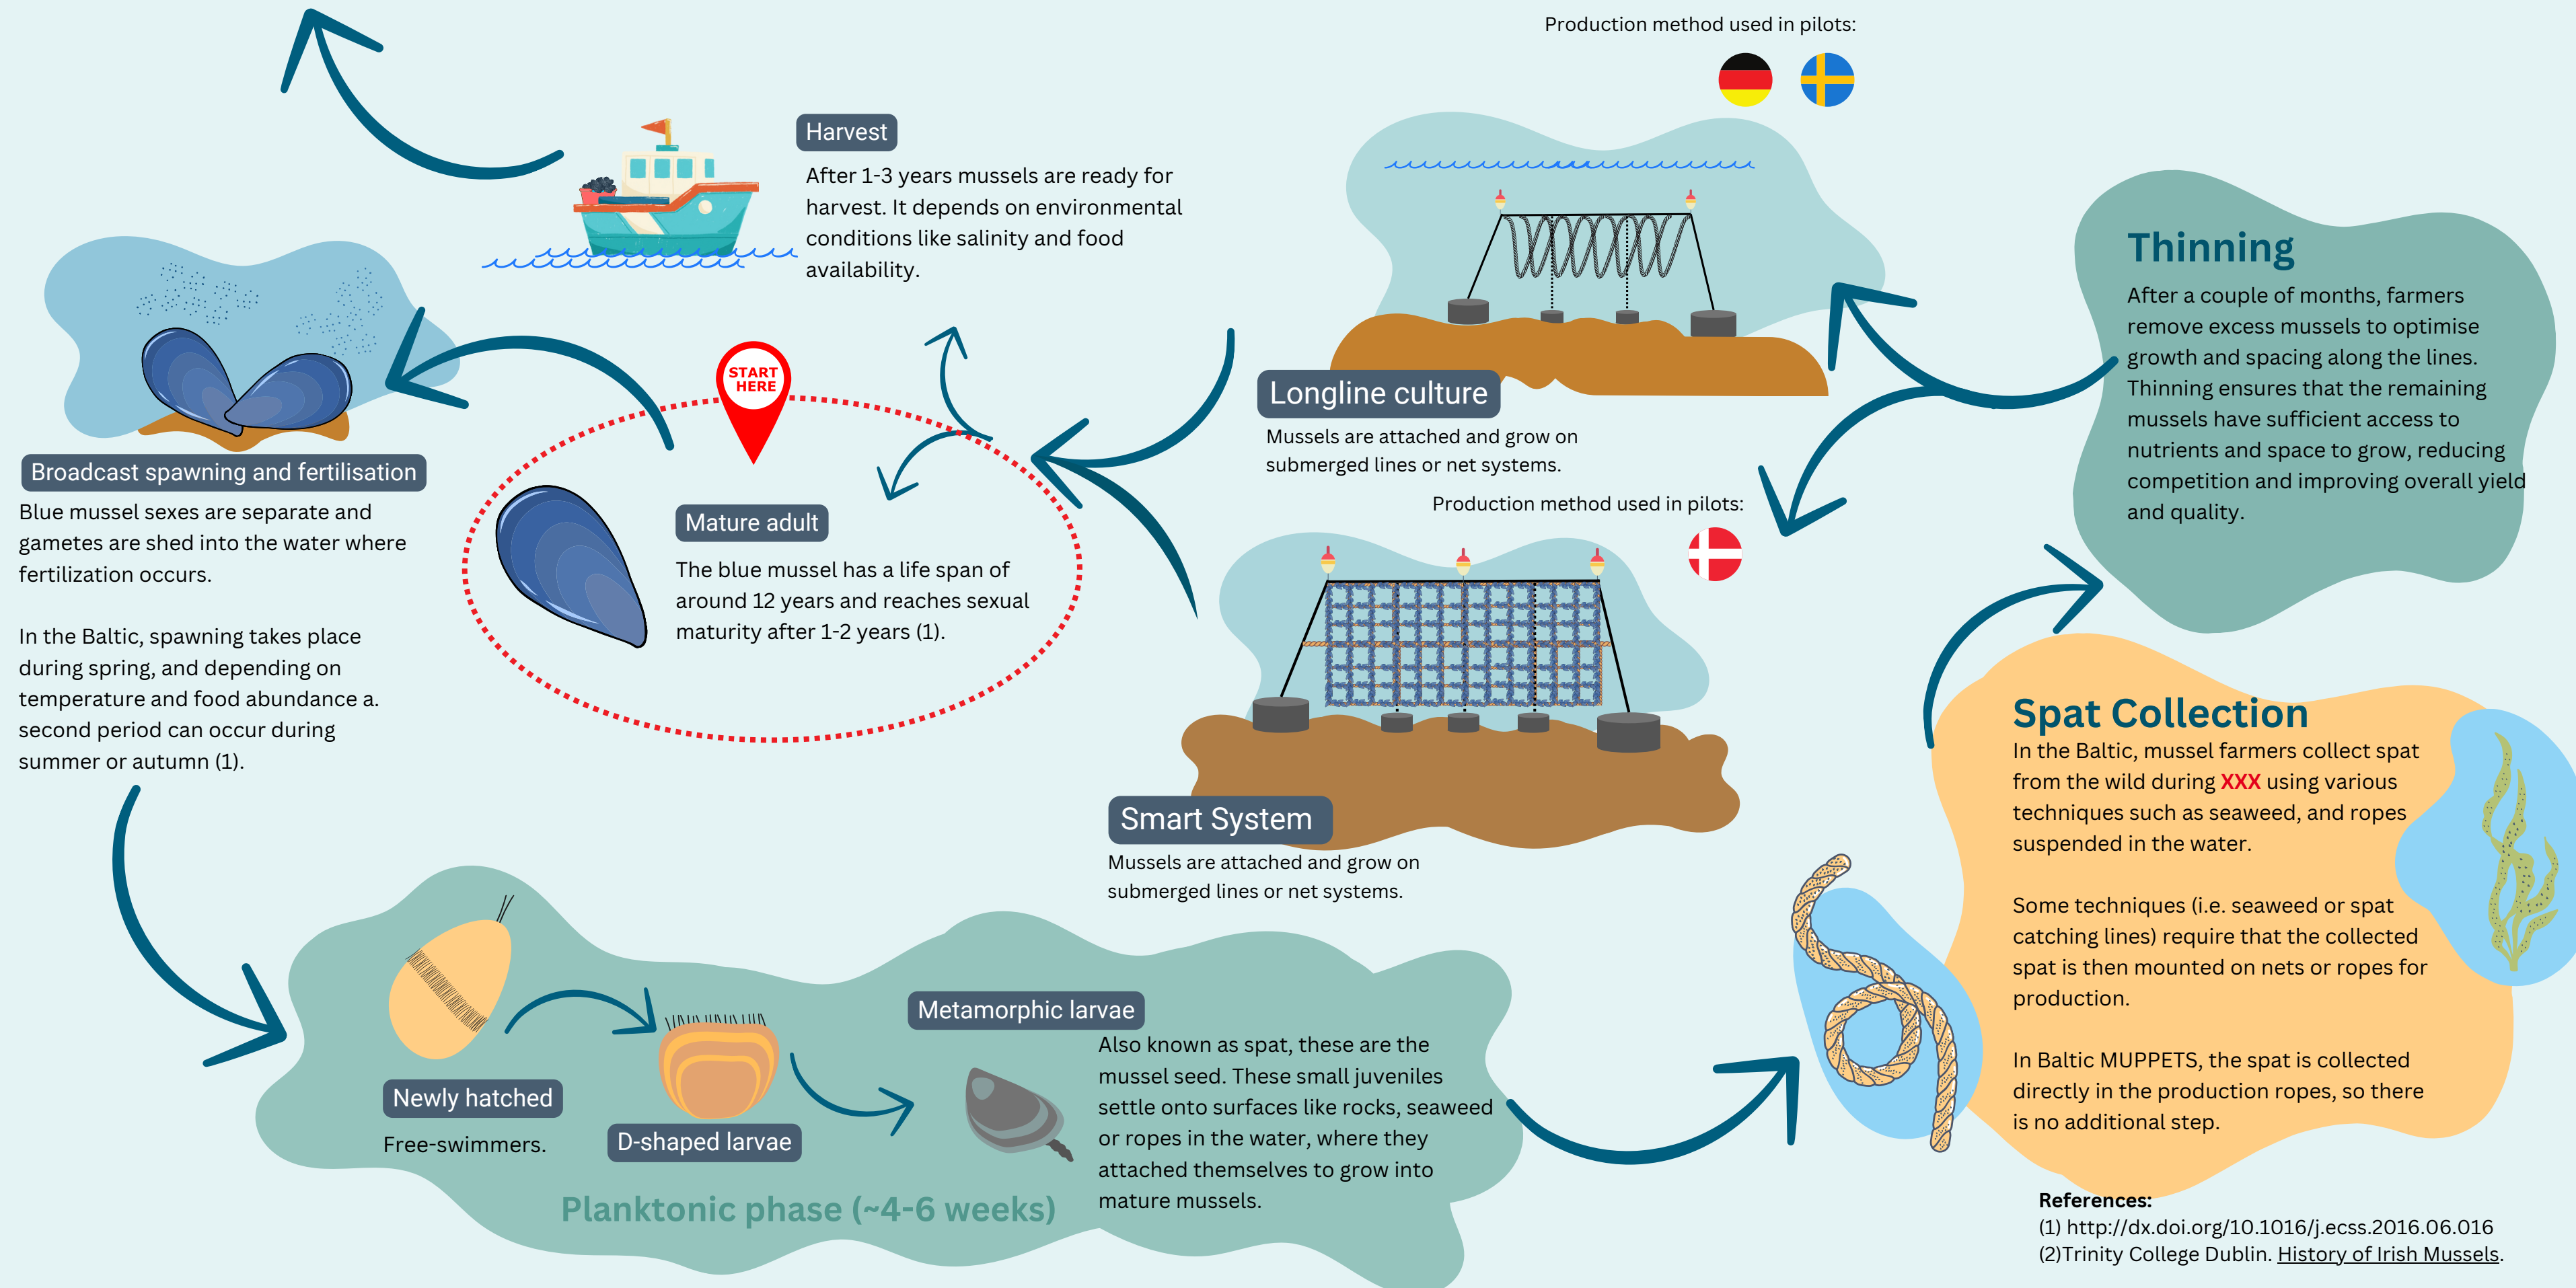 Production method used in pilots:
Harvest
After 1-3 years mussels are ready for
harvest. It depends on environmental
conditions like salinity and food
availability.
START
HERE
Mature adult
The blue mussel has a life span of
around 12 years and reaches sexual
maturity after 1-2 years (1).
Broadcast spawning and fertilisation
Blue mussel sexes are separate and
gametes are shed into the water where
fertilization occurs.
In the Baltic, spawning takes place
during spring, and depending on
temperature and food abundance a.
second period can occur during
summer or autumn (1).
Newly hatched
Free-swimmers.
D-shaped larvae
Metamorphic larvae
Also known as spat, these are the
mussel seed. These small juveniles
settle onto surfaces like rocks, seaweed
or ropes in the water, where they
attached themselves to grow into
mature mussels.
Planktonic phase (~4-6 weeks)
Spat Collection
In the Baltic, mussel farmers collect spat
from the wild during XXX using various
techniques such as seaweed, and ropes
suspended in the water.
Some techniques (i.e. seaweed or spat
catching lines) require that the collected
spat is then mounted on nets or ropes for
production.
In Baltic MUPPETS, the spat is collected
directly in the production ropes, so there
is no additional step.
Thinning
After a couple of months, farmers
remove excess mussels to optimise
growth and spacing along the lines.
Thinning ensures that the remaining
mussels have sufficient access to
nutrients and space to grow, reducing
competition and improving overall yield
and quality.
Longline culture
Mussels are attached and grow on
submerged lines or net systems.
Production method used in pilots:
Smart System
Mussels are attached and grow on
submerged lines or net systems.
References:
(1) http://dx.doi.org/10.1016/j.ecss.2016.06.016
(2)Trinity College Dublin. History of Irish Mussels.